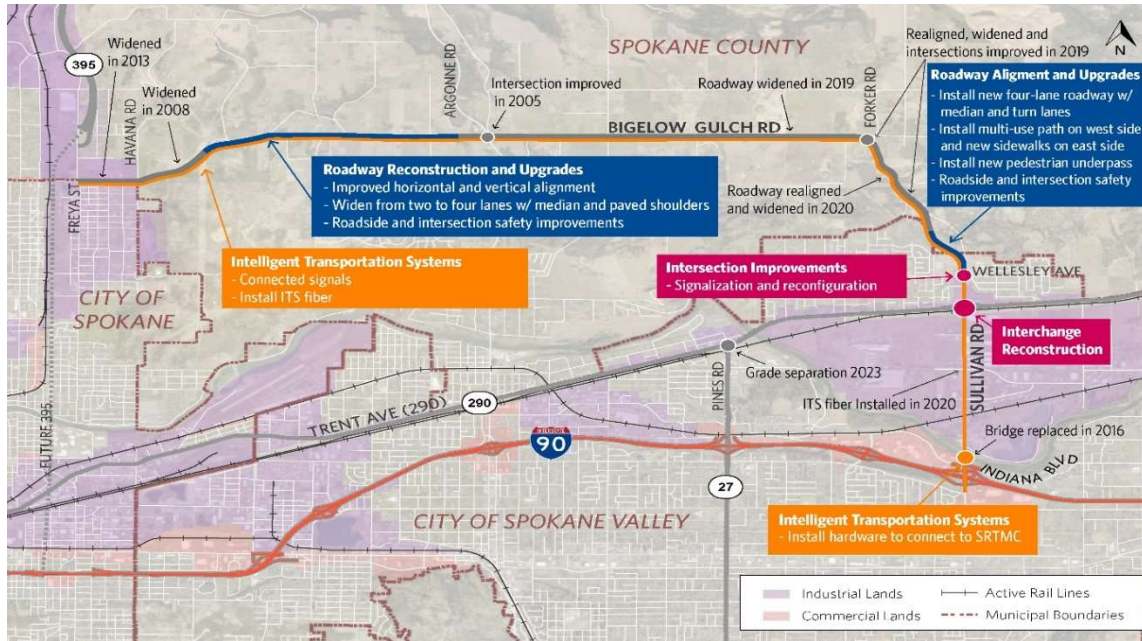 Widened
in 2013
395
HAVANA RD
Widened
in 2008
ARGONNE RD
SPOKANE COUNTY
Intersection improved
in 2005
Roadway widened in 2019
BIGELOW GULCH RD
FORKER RD
Realigned, widened and
intersections improved in 2019
N
Roadway Aligment and Upgrades
- Install new four-lane roadway w/
median and turn lanes
- Install multi-use path on west side
and new sidewalks on east side
- Install new pedestrian underpass
- Roadside and intersection safety
improvements
FREYA ST
Roadway Reconstruction and Upgrades
- Improved horizontal and vertical alignment
- Widen from two to four lanes w/ median and paved shoulders
- Roadside and intersection safety improvements
Roadway realigned
and widened in 2020
Intelligent Transportation Systems
- Connected signals
- Install ITS fiber
Intersection Improvements
- Signalization and reconfiguration
WELLESLEY AVE
CITY OF
SPOKANE
Interchange
Reconstruction
SULLIVAN RD
PINES RD
Grade separation 2023
ITS fiber Installed in 2020
FUTURE 395
TRENT AVE (290)
290
INTERSTATE
90
Bridge replaced in 2016
INDIANA BLVD
27
CITY OF SPOKANE VALLEY
Intelligent Transportation Systems
- Install hardware to connect to SRTMC
Industrial Lands
Active Rail Lines
Commercial Lands
Municipal Boundaries